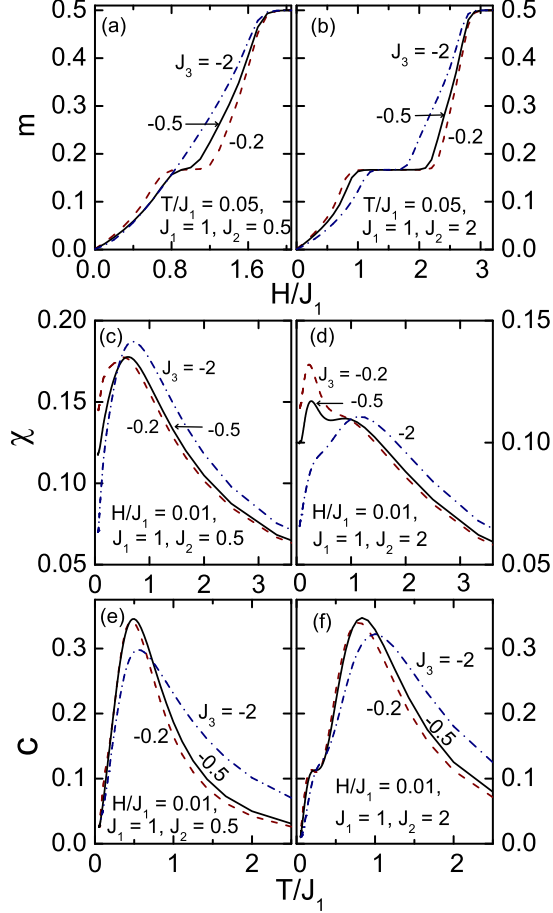 0.5
0.4
0.3
0.2
0.1
0.0
m
(a)
J₃ = -2
-0.5
-0.2
T/J₁ = 0.05,
J₁ = 1, J₂ = 0.5
0.0 0.8 1.6
(b)
J₃ = -2
-0.5
-0.2
T/J₁ = 0.05,
J₁ = 1, J₂ = 2
0.5
0.4
0.3
0.2
0.1
0.0
0 1 2 3
H/J₁
0.20
0.15
0.10
0.05
χ
(c)
J₃ = -2
-0.2
-0.5
H/J₁ = 0.01,
J₁ = 1, J₂ = 0.5
0 1 2 3
(d)
J₃ = -0.2
-0.5
-2
H/J₁ = 0.01,
J₁ = 1, J₂ = 2
0.15
0.10
0.05
0 1 2 3
0.3
0.2
0.1
0.0
C
(e)
J₃ = -2
-0.2
-0.5
H/J₁ = 0.01,
J₁ = 1, J₂ = 0.5
0 1 2
(f)
J₃ = -2
-0.2
-0.5
H/J₁ = 0.01,
J₁ = 1, J₂ = 2
0.3
0.2
0.1
0.0
0 1 2
T/J₁